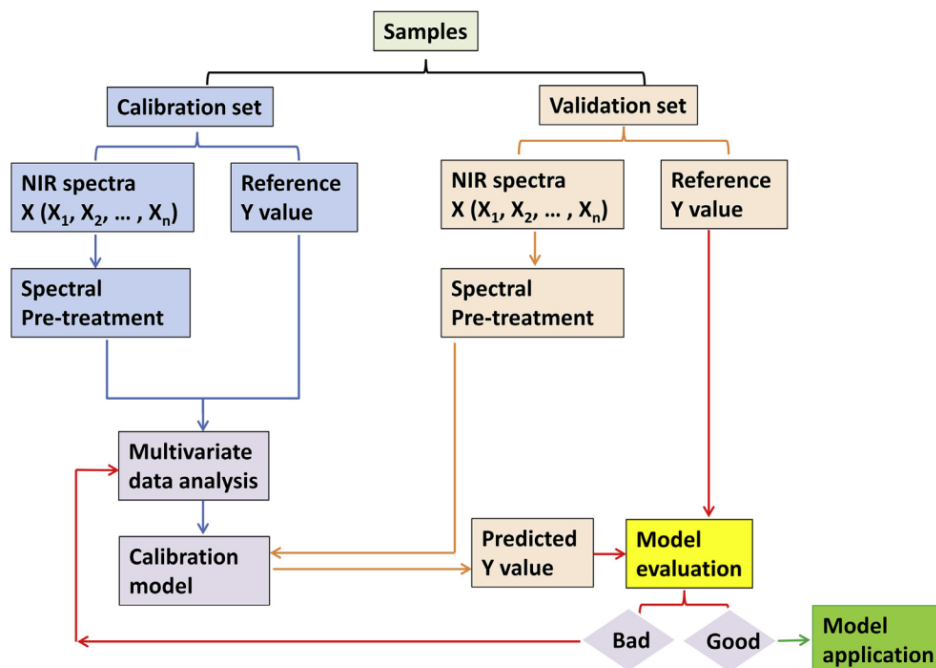 Samples
Calibration set
Validation set
NIR spectra
X (X₁, X₂, ... , Xₙ)
Reference
Y value
NIR spectra
X (X₁, X₂, ... , Xₙ)
Reference
Y value
Spectral
Pre-treatment
Spectral
Pre-treatment
Multivariate
data analysis
Calibration
model
Predicted
Y value
Model
evaluation
Bad
Good
Model
application